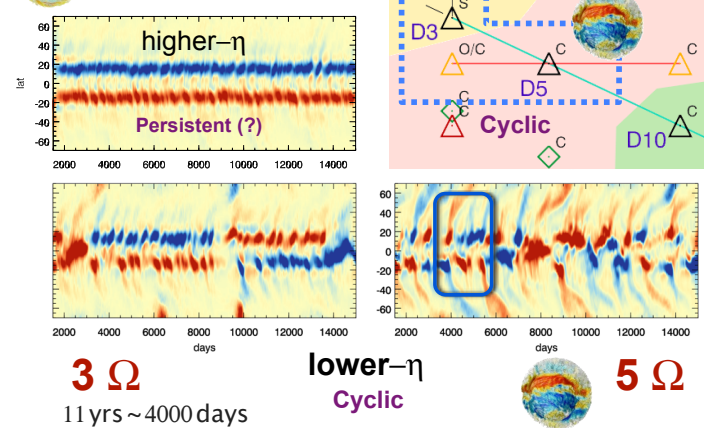 higher–η
lat
60
40
20
0
-20
-40
-60
Persistent (?)
2000 4000 6000 8000 10000 12000 14000
S
D3
O/C C C
D5
C
C
Cyclic
D10
C
60
40
20
0
-20
-40
-60
2000 4000 6000 8000 10000 12000 14000
days
2000 4000 6000 8000 10000 12000 14000
days
3 Ω
lower–η
5 Ω
Cyclic
11 yrs ~ 4000 days